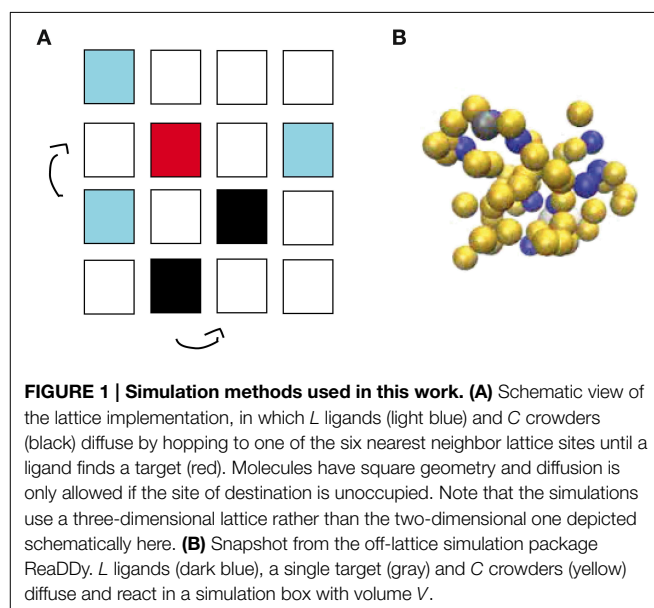 A
B
FIGURE 1 | Simulation methods used in this work. (A) Schematic view of
the lattice implementation, in which L ligands (light blue) and C crowders
(black) diffuse by hopping to one of the six nearest neighbor lattice sites until a
ligand finds a target (red). Molecules have square geometry and diffusion is
only allowed if the site of destination is unoccupied. Note that the simulations
use a three-dimensional lattice rather than the two-dimensional one depicted
schematically here. (B) Snapshot from the off-lattice simulation package
ReaDDy. L ligands (dark blue), a single target (gray) and C crowders (yellow)
diffuse and react in a simulation box with volume V.